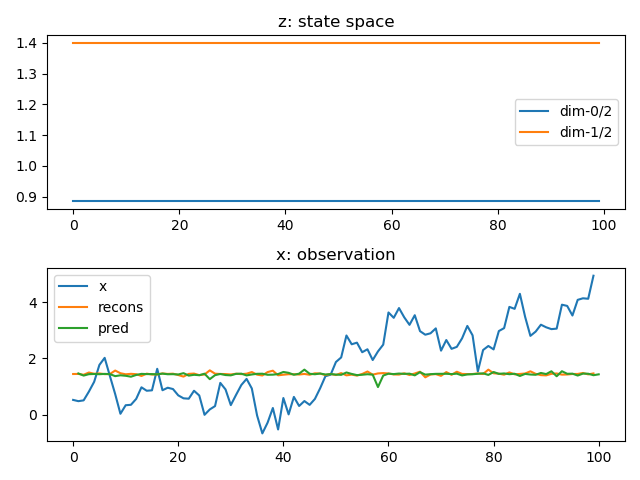 z: state space
1.4
1.3
1.2
1.1
1.0
0.9
dim-0/2
dim-1/2
0 20 40 60 80 100
x: observation
4
2
0
x
recons
pred
0 20 40 60 80 100